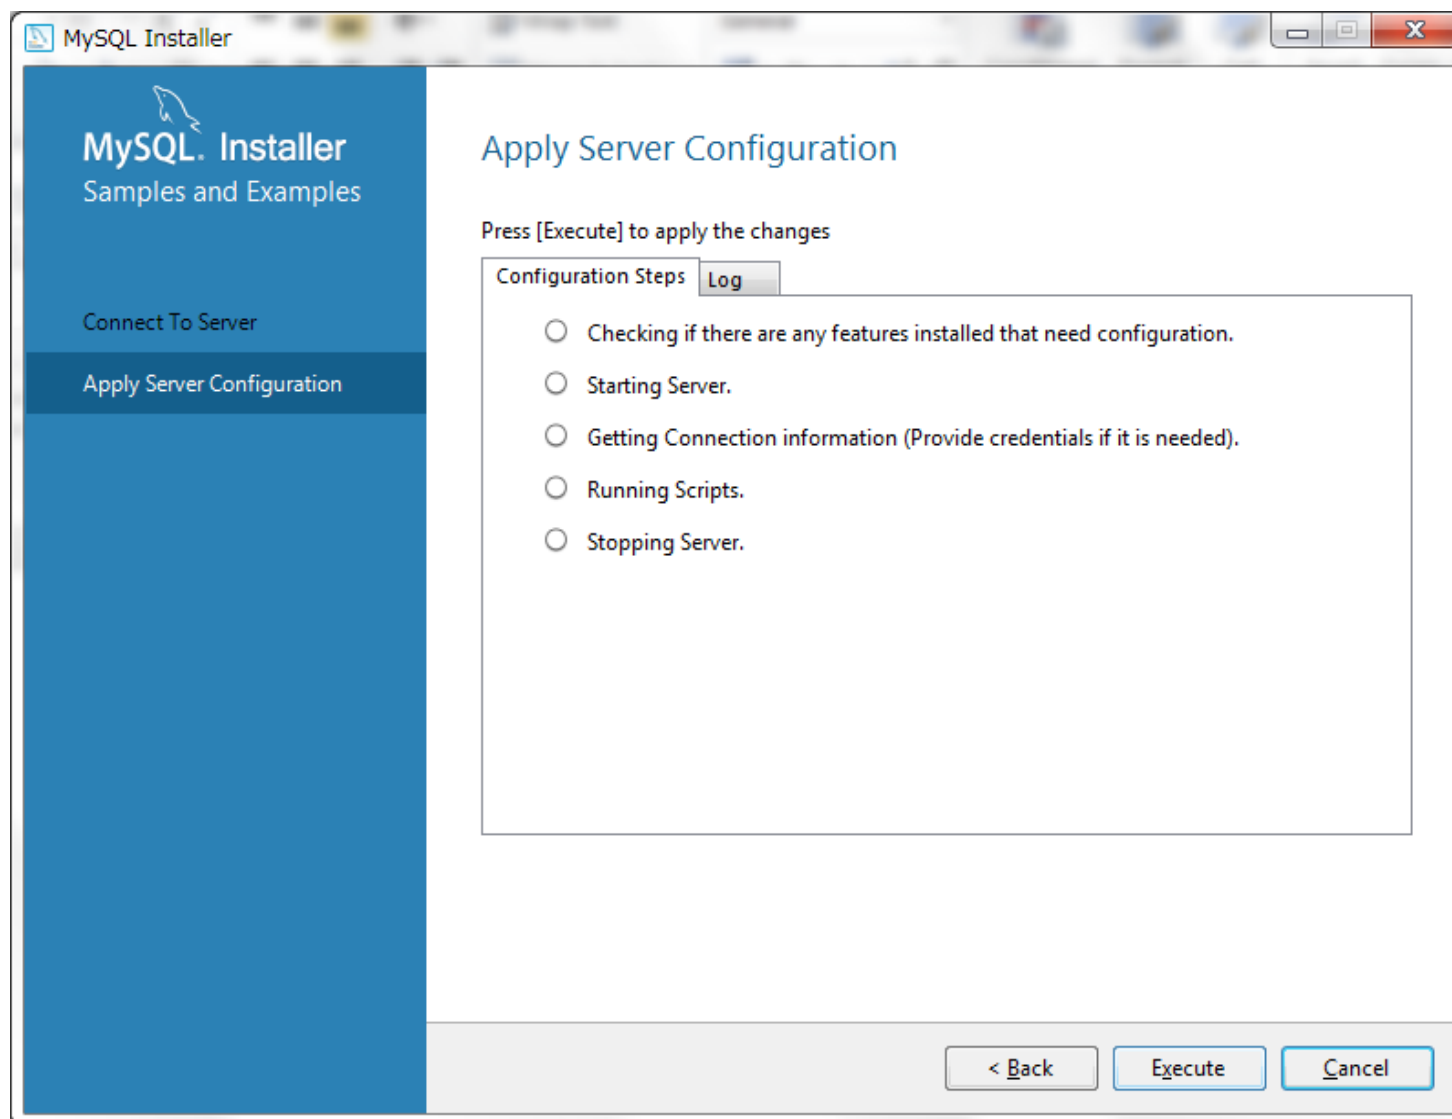 MySQL Installer
MySQL. Installer
Samples and Examples
Connect To Server
Apply Server Configuration
Apply Server Configuration
Press [Execute] to apply the changes
Configuration Steps
Log
Checking if there are any features installed that need configuration.
Starting Server.
Getting Connection information (Provide credentials if it is needed).
Running Scripts.
Stopping Server.
< Back
Execute
Cancel